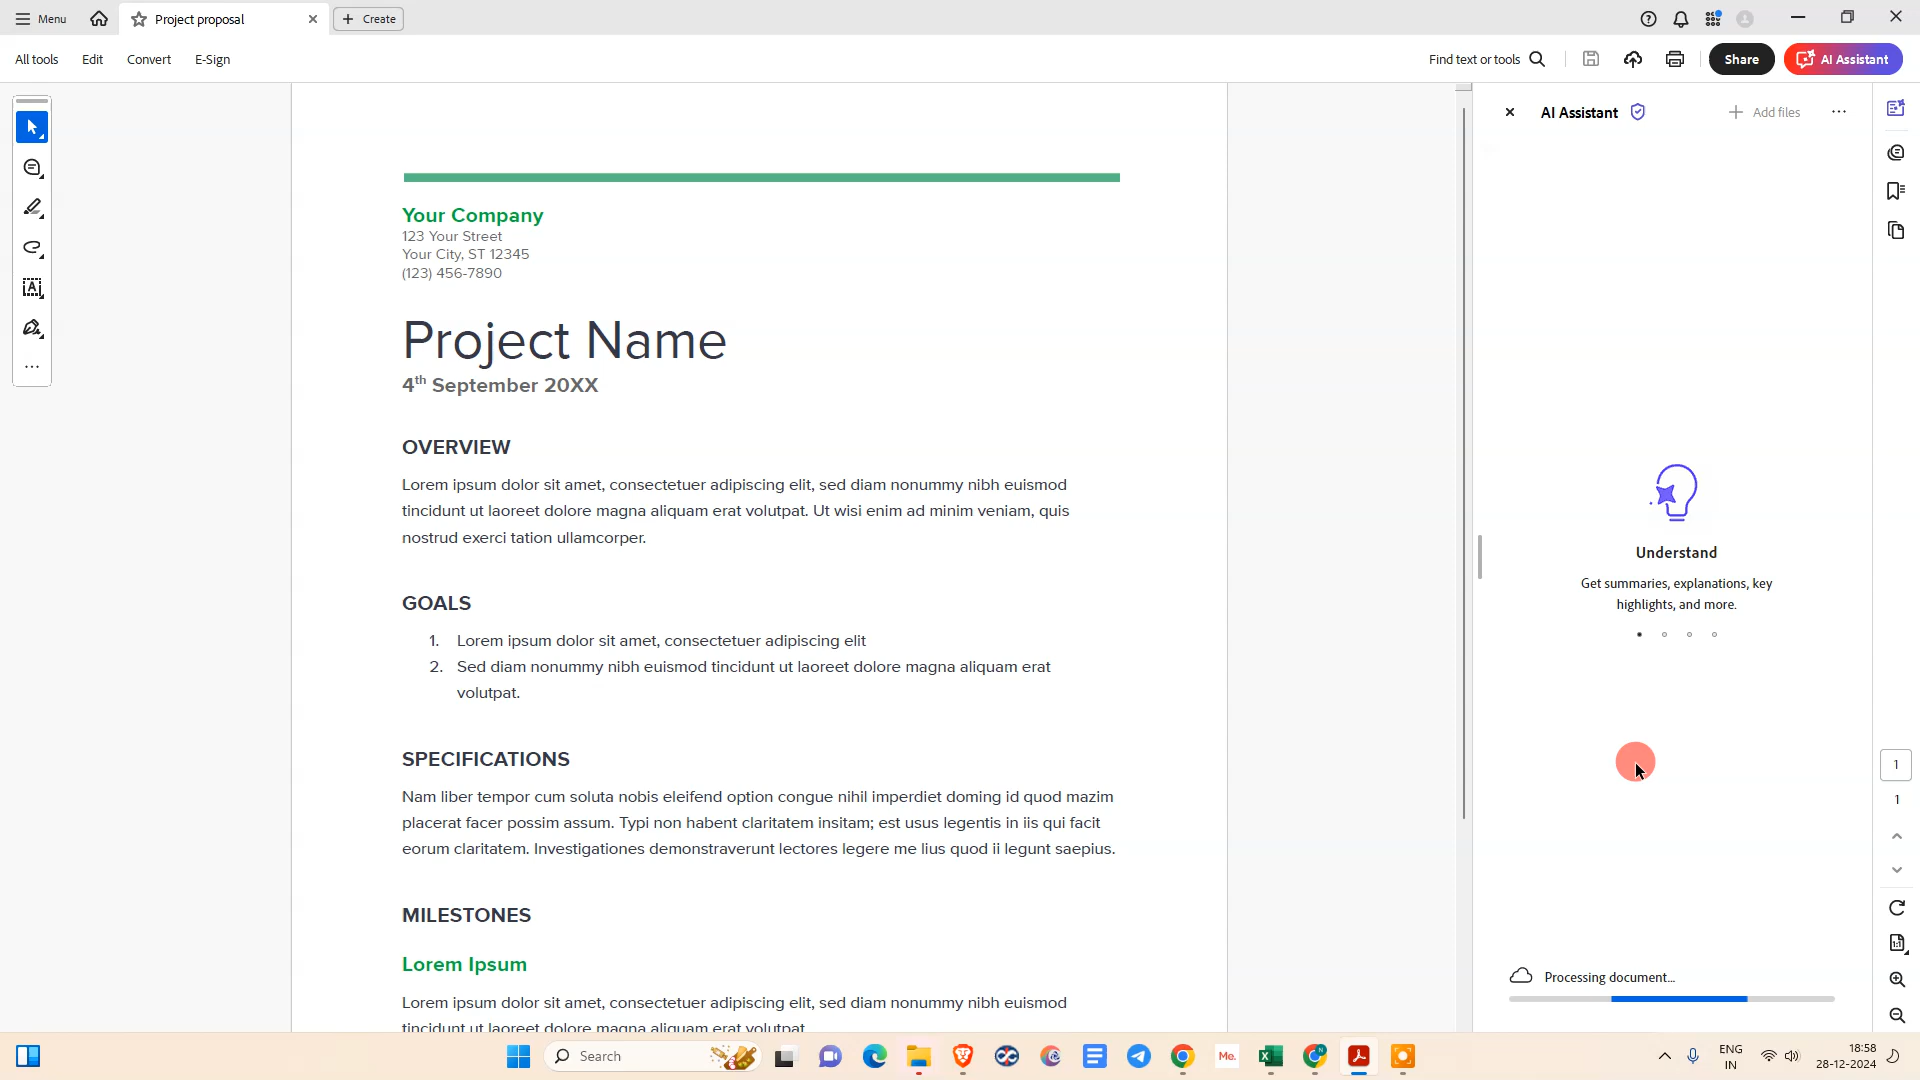 Menu
Project proposal
Create
All tools
Edit
Convert
E-Sign
Find text or tools
Share
AI Assistant
Your Company
123 Your Street
Your City, ST 12345
(123) 456-7890
Project Name
4th September 20XX
OVERVIEW
Lorem ipsum dolor sit amet, consectetuer adipiscing elit, sed diam nonummy nibh euismod
tincidunt ut laoreet dolore magna aliquam erat volutpat. Ut wisi enim ad minim veniam, quis
nostrud exerci tation ullamcorper.
GOALS
1. Lorem ipsum dolor sit amet, consectetuer adipiscing elit
2. Sed diam nonummy nibh euismod tincidunt ut laoreet dolore magna aliquam erat
volutpat.
SPECIFICATIONS
Nam liber tempor cum soluta nobis eleifend option congue nihil imperdiet doming id quod mazim
placerat facer possim assum. Typi non habent claritatem insitam; est usus legentis in iis qui facit
eorum claritatem. Investigationes demonstraverunt lectores legere me lius quod ii legunt saepius.
MILESTONES
Lorem Ipsum
Lorem ipsum dolor sit amet, consectetuer adipiscing elit, sed diam nonummy nibh euismod
tincidunt ut laoreet dolore magna aliquam erat volutpat
AI Assistant
Add files
Understand
Get summaries, explanations, key
highlights, and more.
Processing document...
1
1
Search
Me.
ENG
IN
18:58
28-12-2024